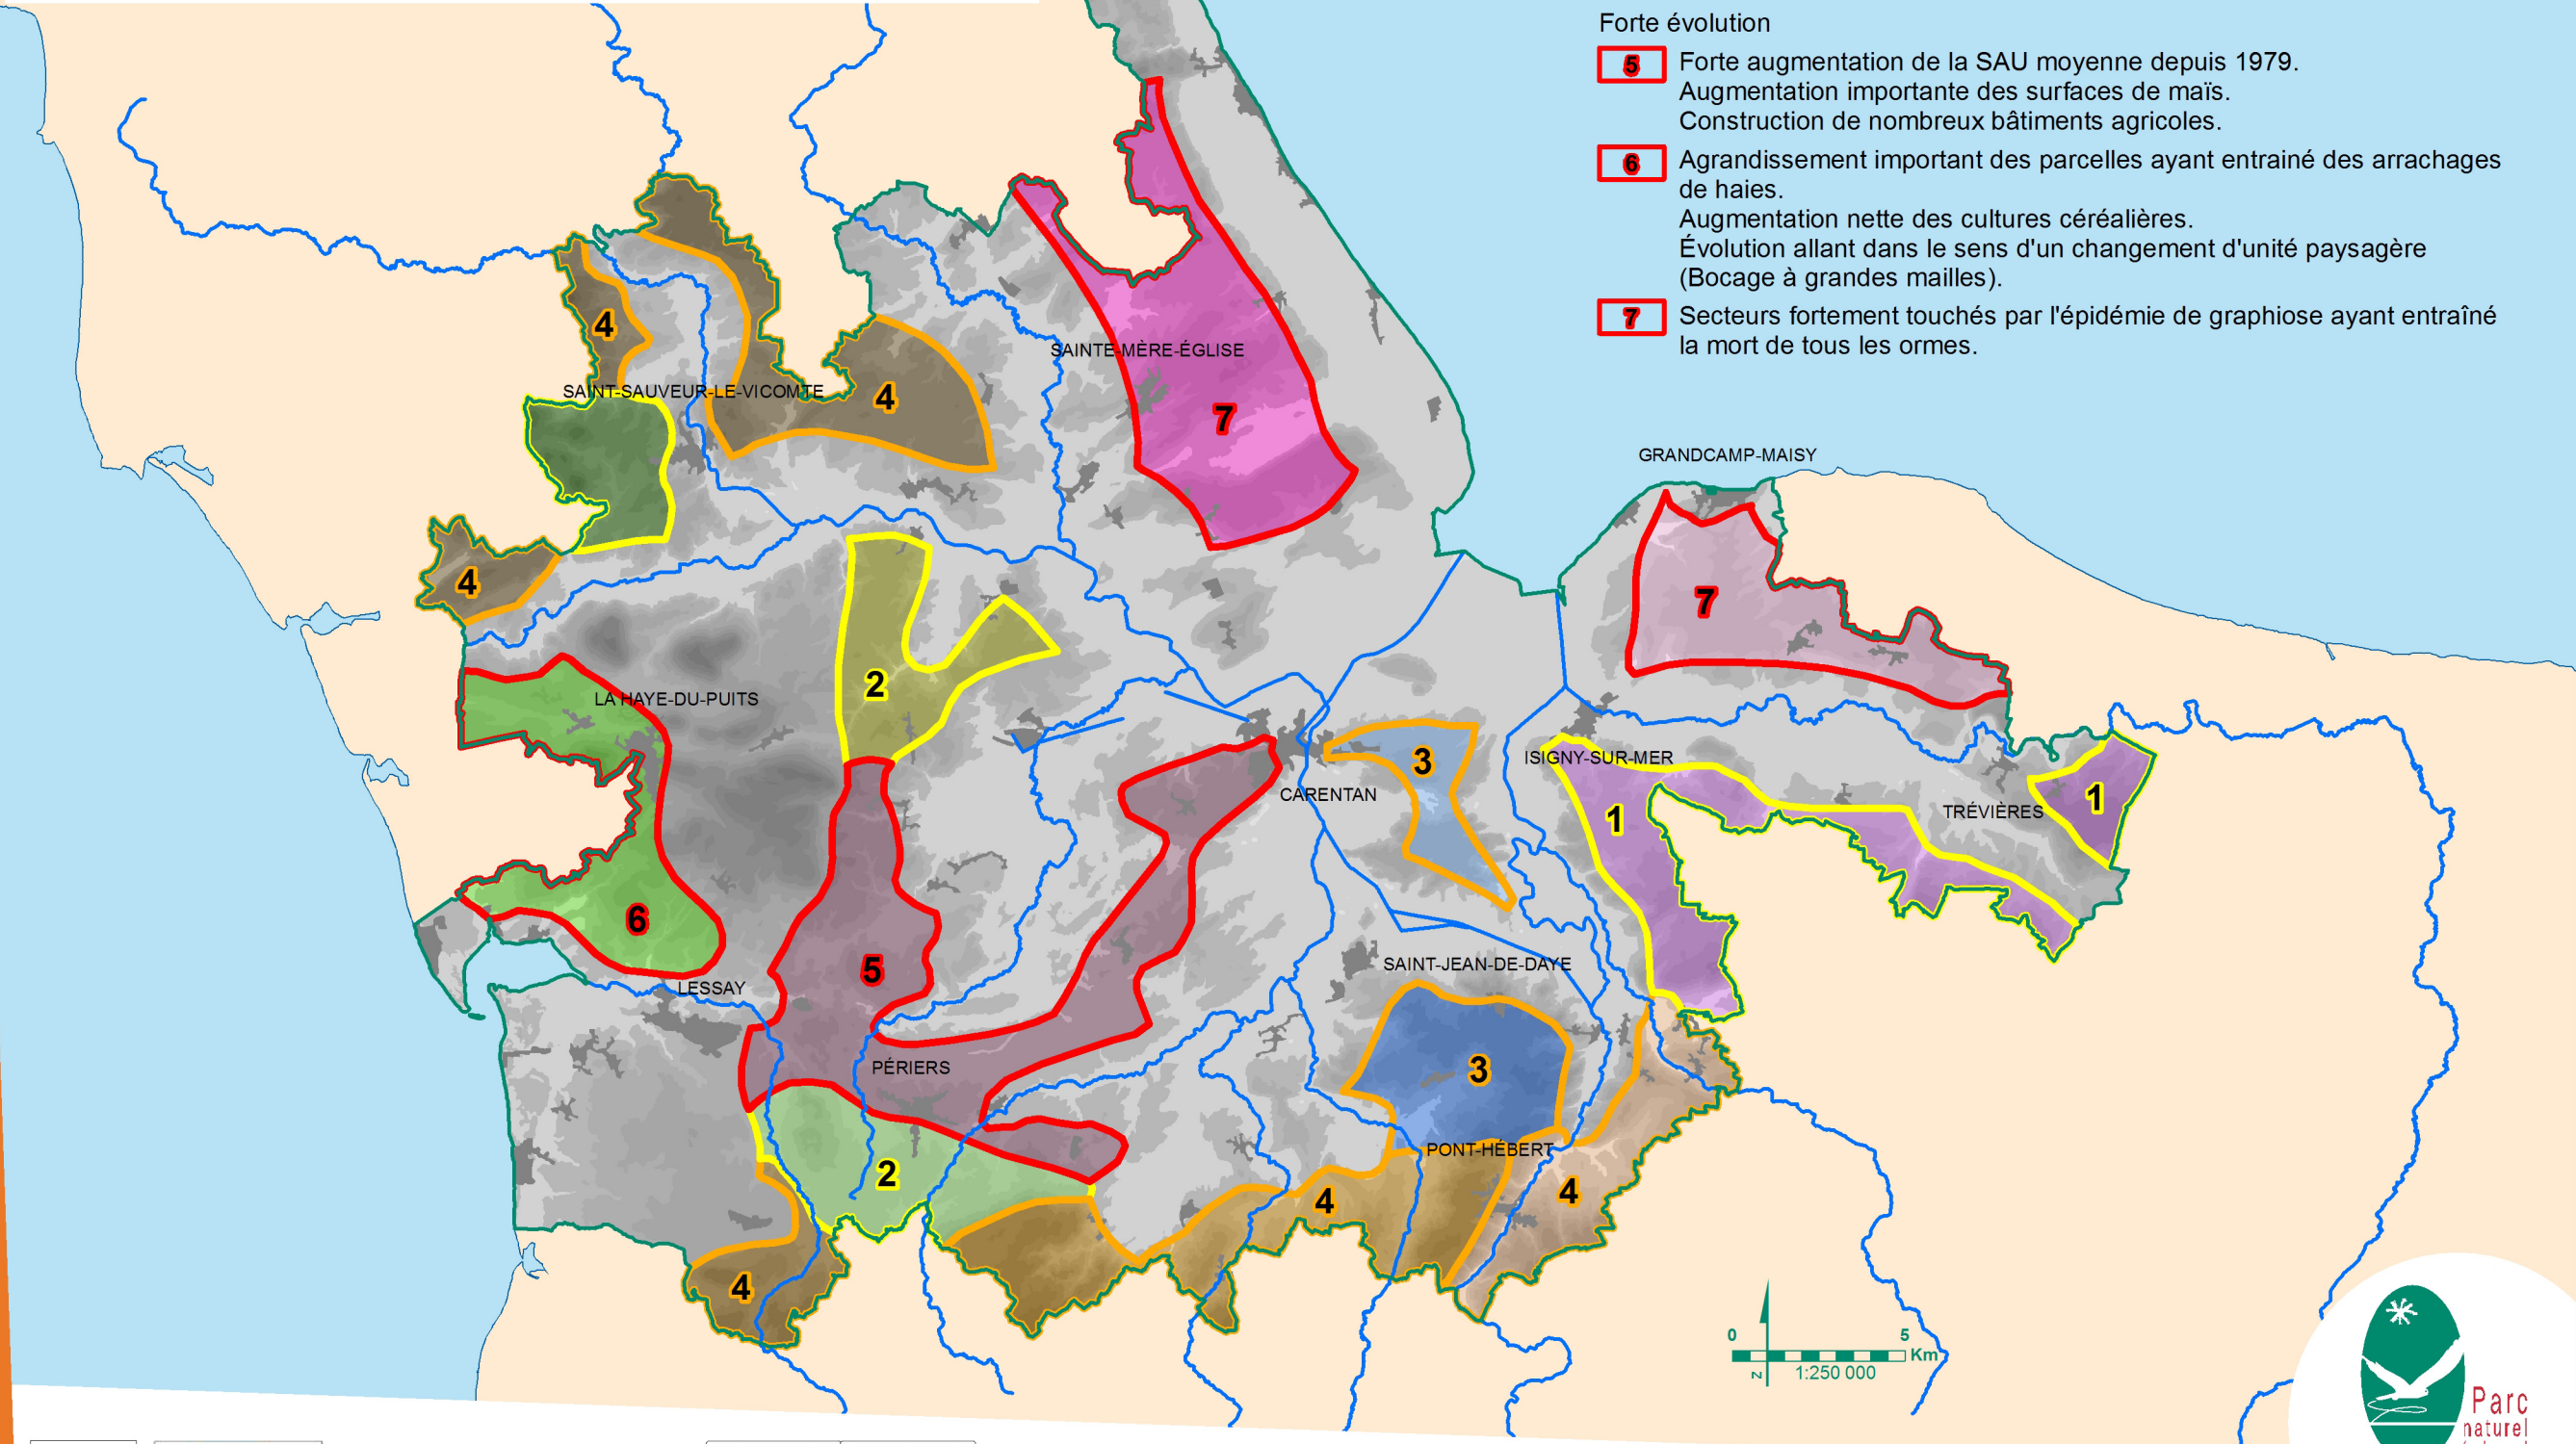 Forte évolution
5 Forte augmentation de la SAU moyenne depuis 1979.
Augmentation importante des surfaces de maïs.
Construction de nombreux bâtiments agricoles.
6 Agrandissement important des parcelles ayant entrainé des arrachages
de haies.
Augmentation nette des cultures céréalières.
Évolution allant dans le sens d'un changement d'unité paysagère
(Bocage à grandes mailles).
7 Secteurs fortement touchés par l'épidémie de graphiose ayant entraîné
la mort de tous les ormes.
4
SAINTE-MÈRE-ÉGLISE
SAINT-SAUVEUR-LE-VICOMTE
4
7
GRANDCAMP-MAISY
4
7
2
LA HAYE-DU-PUITS
3
ISIGNY-SUR-MER
CARENTAN
1
TRÉVIÈRES
1
6
5
SAINT-JEAN-DE-DAYE
LESSAY
PÉRIERS
3
2
PONT-HÉBERT
4
4
4
0 5
Km
1:250 000
N
Parc
naturel